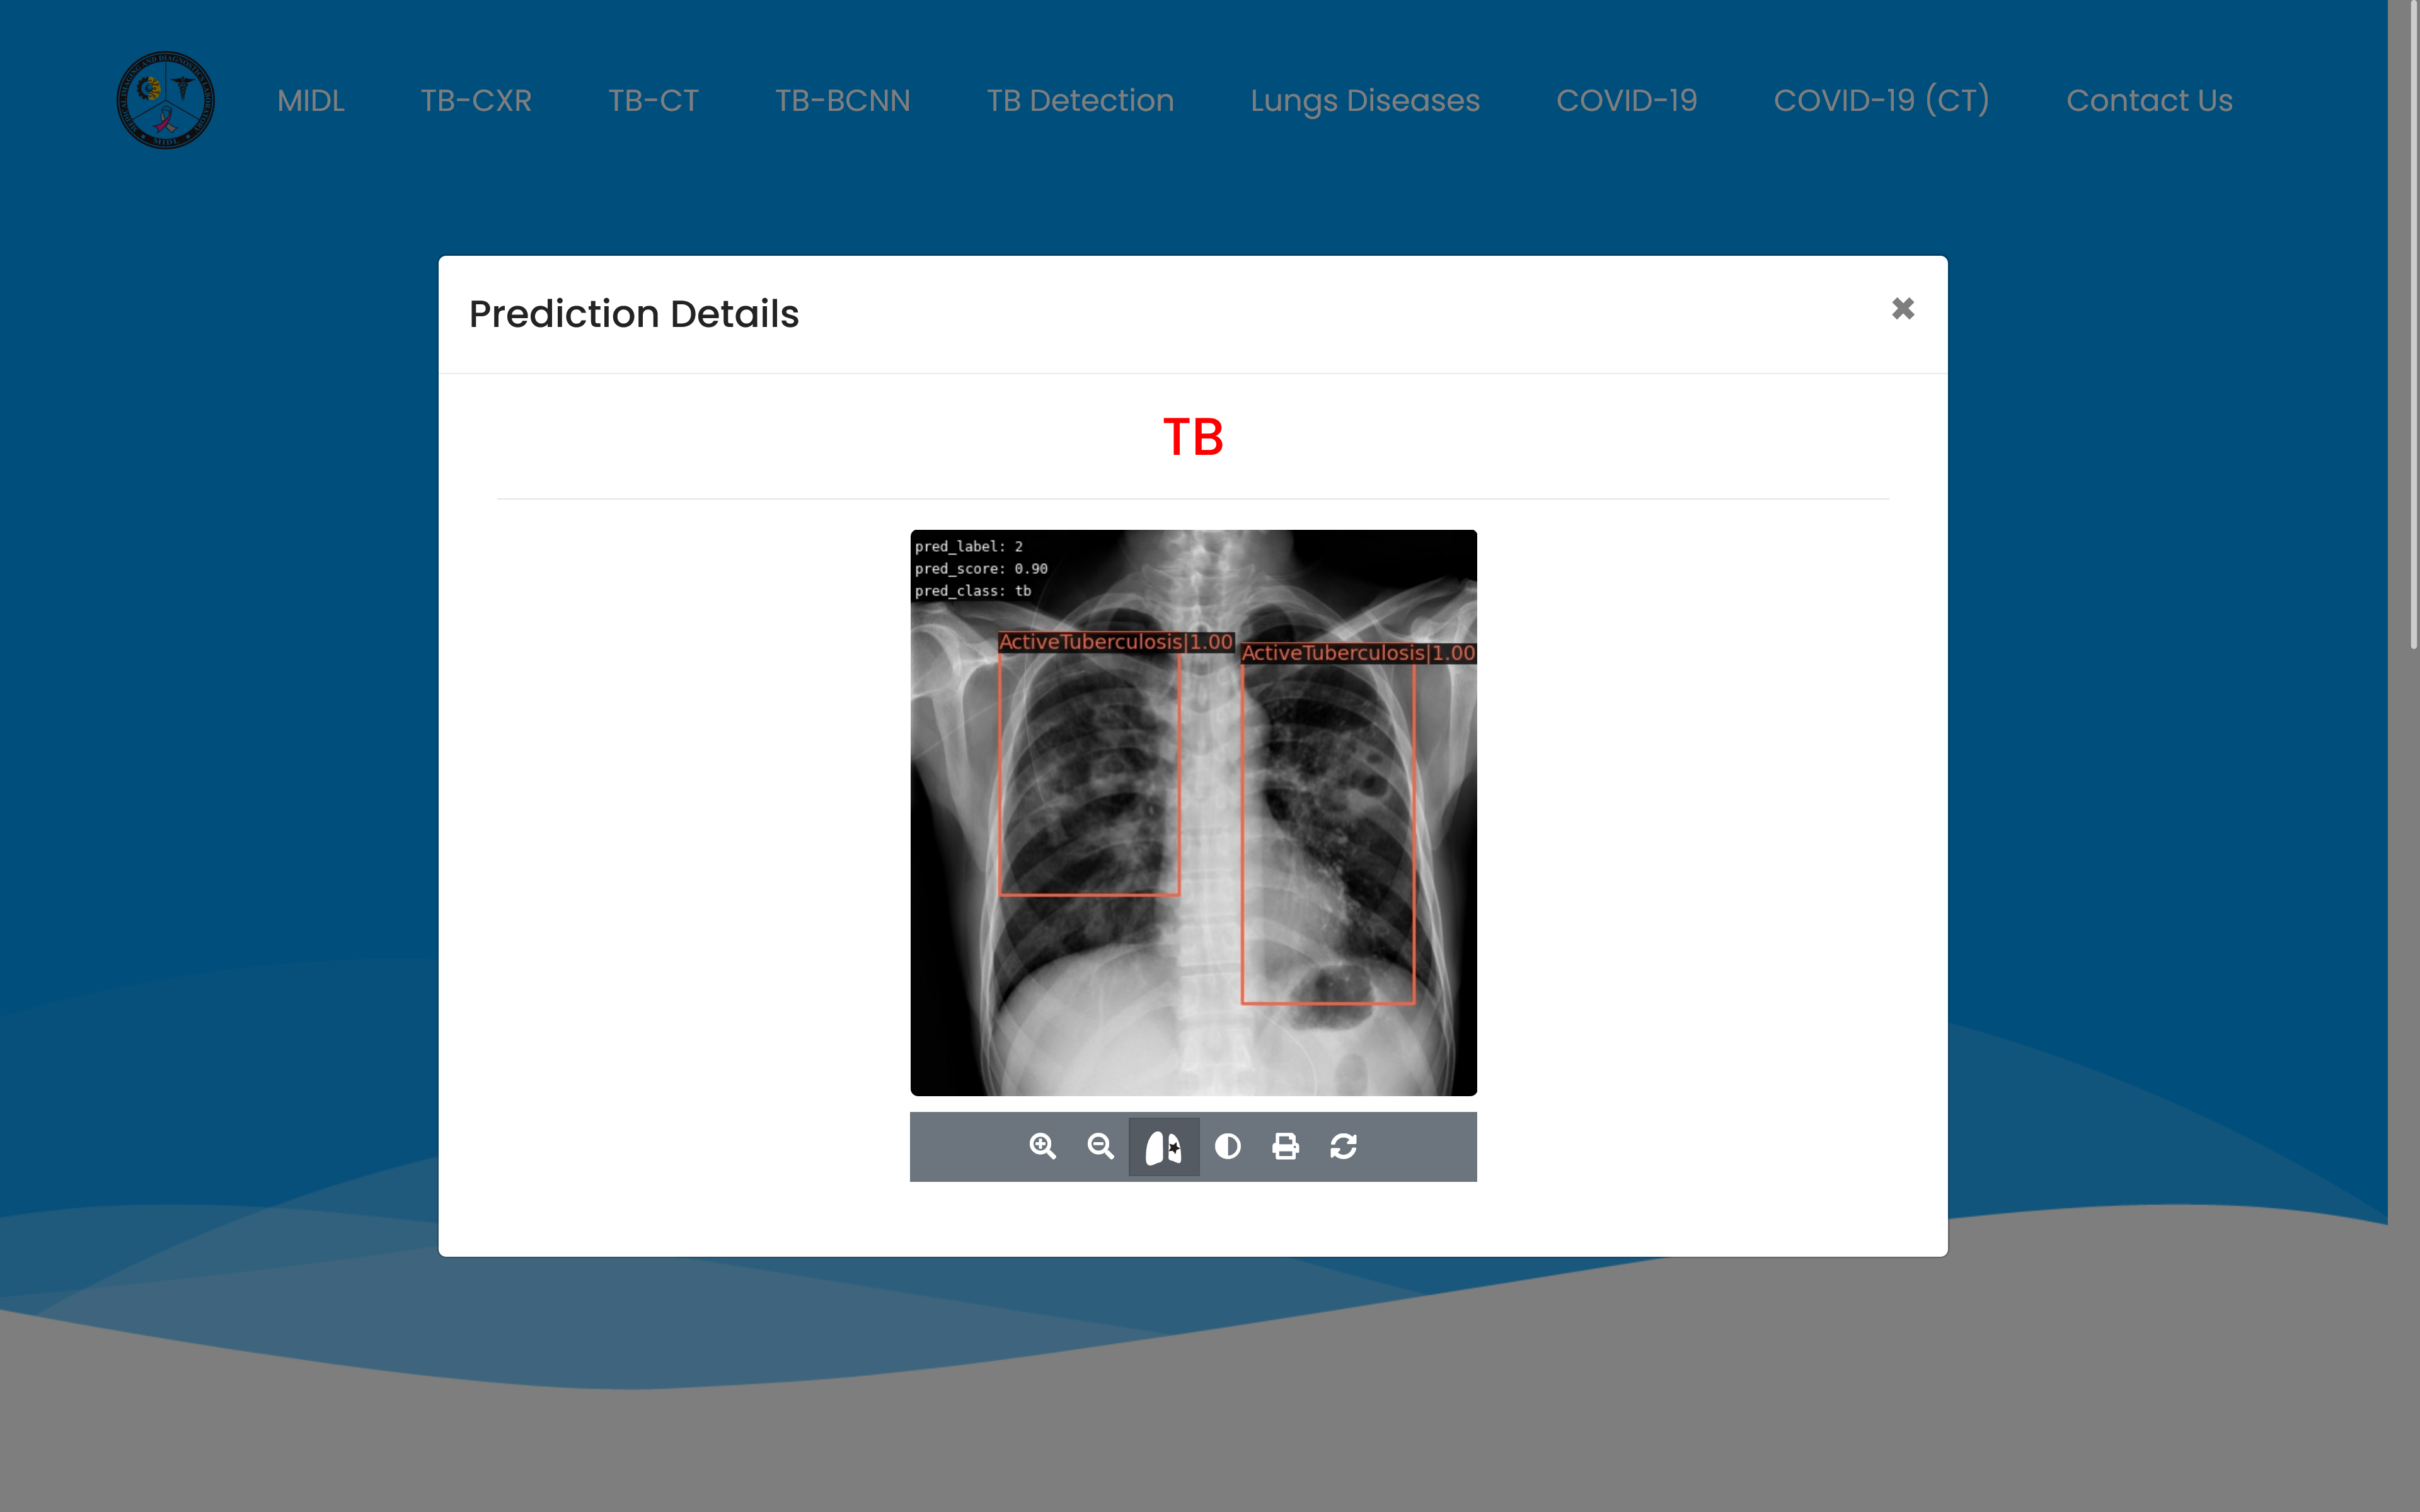 MIDL TB-CXR TB-CT TB-BCNN TB Detection Lungs Diseases COVID-19 COVID-19 (CT) Contact Us
MIDL
Prediction Details
TB
pred_label: 2
pred_score: 0.90
pred_class: tb
ActiveTuberculosis|1.00
ActiveTuberculosis|1.00